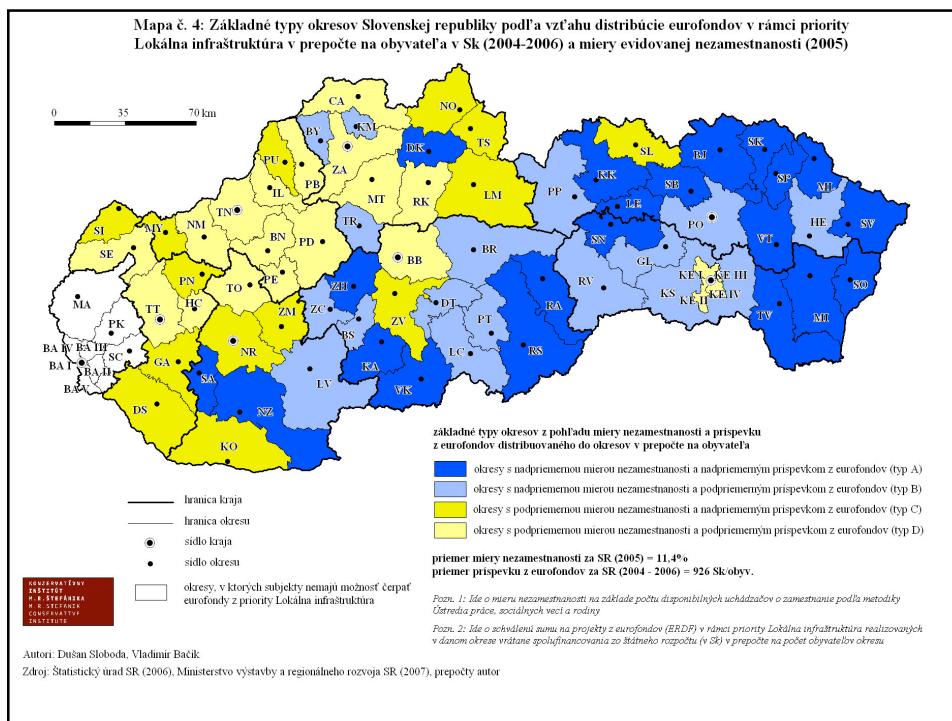 Mapa č. 4: Základné typy okresov Slovenskej republiky podľa vzťahu distribúcie eurofondov v rámci priority
Lokálna infraštruktúra v prepočte na obyvateľa v Sk (2004-2006) a miery evidovanej nezamestnanosti (2005)
0 35 70 km
CA
NO
BY KM
TS
DK
ZA
PU
SL
BJ
SK
KK
SP
ML
IL
PB
MT
RK
LM
PP
SB
LE
TN
PO
HE
SV
SI
MY
NM
TR
SN
VT
SE
BN
PD
BB
BR
GL
PN
TO
PE
ZH
RV
KS
KE I
KE III
KE II
KE IV
SO
MA
TT
HC
ZC
ZM
ZV
DT
RA
TV
MI
PK
BS
PT
BA IV
BA III
SC
GA
NR
KA
LC
RS
BA I
BA II
BA V
SA
LV
VK
DS
NZ
KO
základné typy okresov z pohľadu miery nezamestnanosti a príspevku
z eurofondov distribuovaného do okresov v prepočte na obyvateľa
okresy s nadpriemernou mierou nezamestnanosti a nadpriemerným príspevkom z eurofondov (typ A)
okresy s nadpriemernou mierou nezamestnanosti a podpriemerným príspevkom z eurofondov (typ B)
okresy s podpriemernou mierou nezamestnanosti a nadpriemerným príspevkom z eurofondov (typ C)
okresy s podpriemernou mierou nezamestnanosti a podpriemerným príspevkom z eurofondov (typ D)
hranica kraja
hranica okresu
sídlo kraja
sídlo okresu
okresy, v ktorých subjekty nemajú možnosť čerpať
eurofondy z priority Lokálna infraštruktúra
priemer miery nezamestnanosti za SR (2005) = 11,4%
priemer príspevku z eurofondov za SR (2004 - 2006) = 926 Sk/obyv.
Pozn. 1: Ide o mieru nezamestnanosti na základe počtu disponibilných uchádzačov o zamestnanie podľa metodiky
Ústredia práce, sociálnych vecí a rodiny
Pozn. 2: Ide o schválenú sumu na projekty z eurofondov (ERDF) v rámci priority Lokálna infraštruktúra realizovaných
v danom okrese vrátane spolufinancovania zo štátneho rozpočtu (v Sk) v prepočte na počet obyvateľov okresu
KONZERVATÍVNY
INŠTITÚT
M.R.ŠTEFÁNIKA
M.R.STEFANIK
CONSERVATIVE
INSTITUTE
Autori: Dušan Sloboda, Vladimír Bačík
Zdroj: Štatistický úrad SR (2006), Ministerstvo výstavby a regionálneho rozvoja SR (2007), prepočty autor